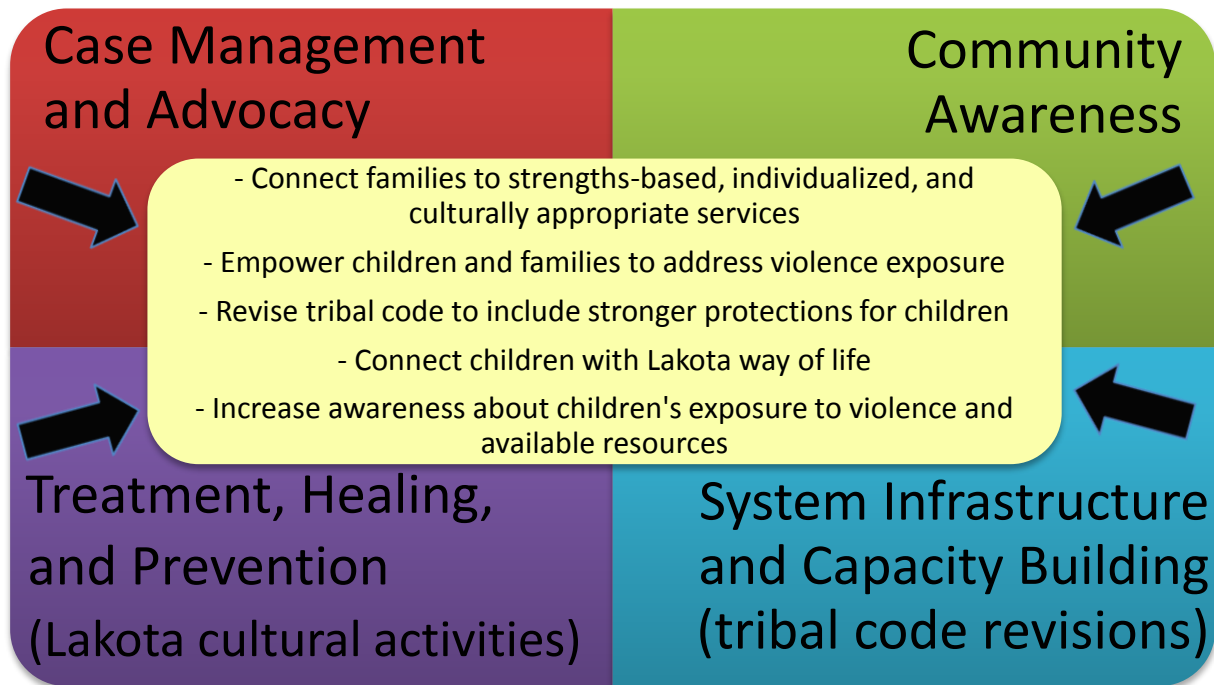 Case Management
and Advocacy
Community
Awareness
- Connect families to strengths-based, individualized, and
culturally appropriate services
- Empower children and families to address violence exposure
- Revise tribal code to include stronger protections for children
- Connect children with Lakota way of life
- Increase awareness about children's exposure to violence and
available resources
Treatment, Healing,
and Prevention
(Lakota cultural activities)
System Infrastructure
and Capacity Building
(tribal code revisions)